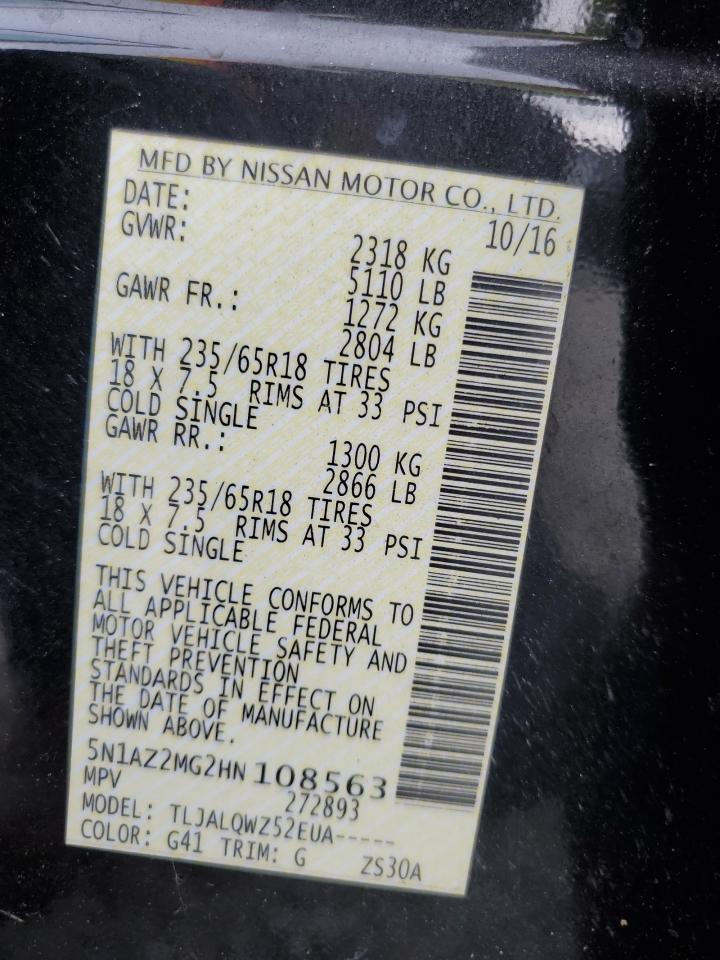 MFD BY NISSAN MOTOR CO., LTD.
DATE: 10/16
GVWR: 2318 KG
5110 LB
GAWR FR.: 1272 KG
2804 LB
WITH 235/65R18 TIRES
18 X 7.5 RIMS AT 33 PSI
COLD SINGLE
GAWR RR.: 1300 KG
2866 LB
WITH 235/65R18 TIRES
18 X 7.5 RIMS AT 33 PSI
COLD SINGLE
THIS VEHICLE CONFORMS TO
ALL APPLICABLE FEDERAL
MOTOR VEHICLE SAFETY AND
THEFT PREVENTION
STANDARDS IN EFFECT ON
THE DATE OF MANUFACTURE
SHOWN ABOVE.
5N1AZ2MG2HN108563
MPV 272893
MODEL: TLJALQWZ52EUA-----
COLOR: G41 TRIM: G ZS30A